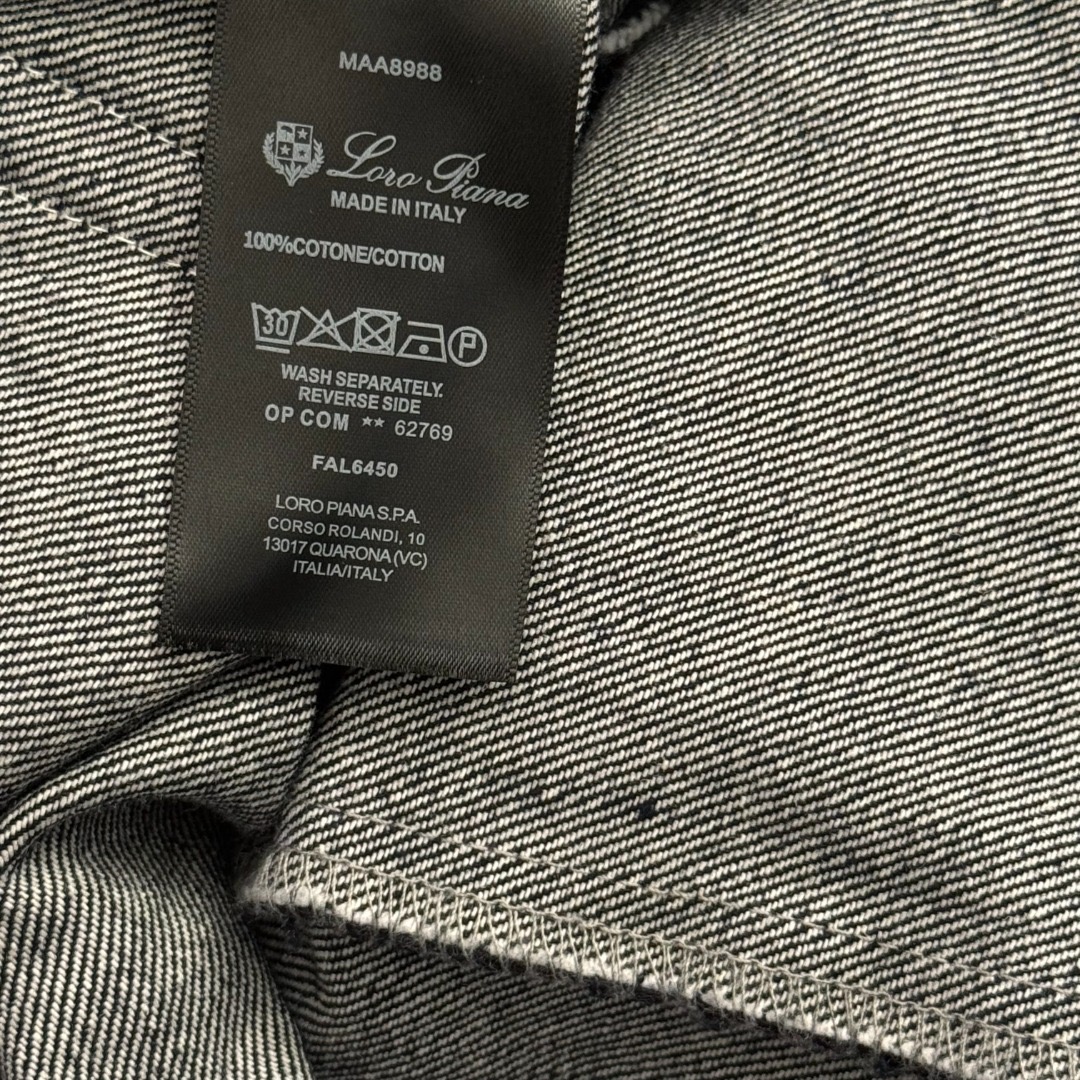 MAA8988
Loro Piana
MADE IN ITALY
100%COTONE/COTTON
30 P
WASH SEPARATELY.
REVERSE SIDE
OP COM ** 62769
FAL6450
LORO PIANA S.P.A.
CORSO ROLANDI, 10
13017 QUARONA (VC)
ITALIA/ITALY